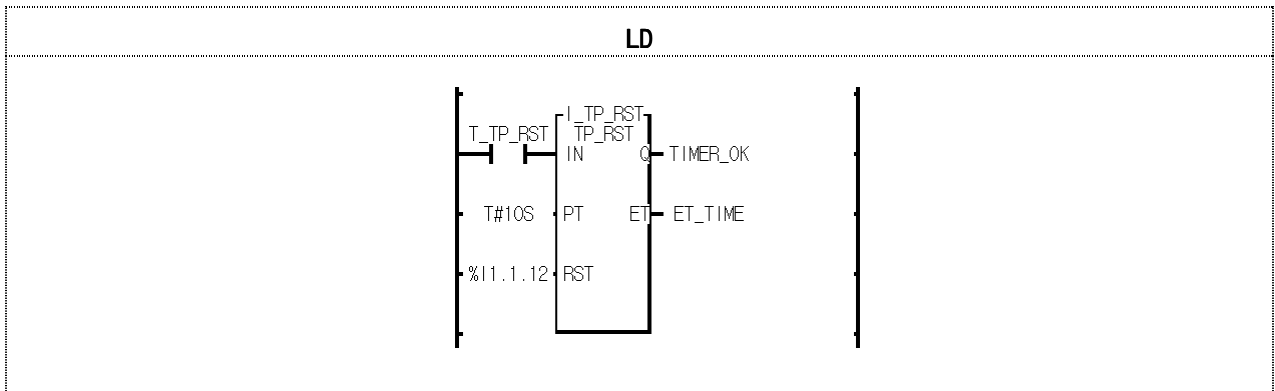 LD
I_TP_RST
T_TP_RST TP_RST
IN Q TIMER_OK
T#10S PT ET ET_TIME
%I1.1.12 RST